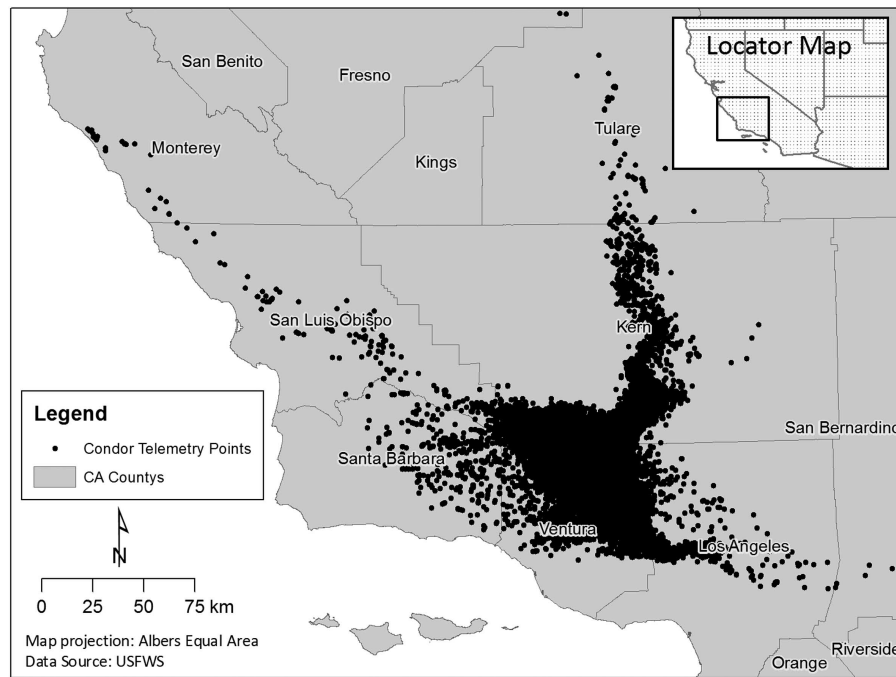 Locator Map
San Benito
Fresno
Tulare
Monterey
Kings
San Luis Obispo
Kern
Legend
Condor Telemetry Points
CA Countys
San Bernardino
Santa Barbara
Ventura
Los Angeles
N
0 25 50 75 km
Map projection: Albers Equal Area
Data Source: USFWS
Riverside
Orange